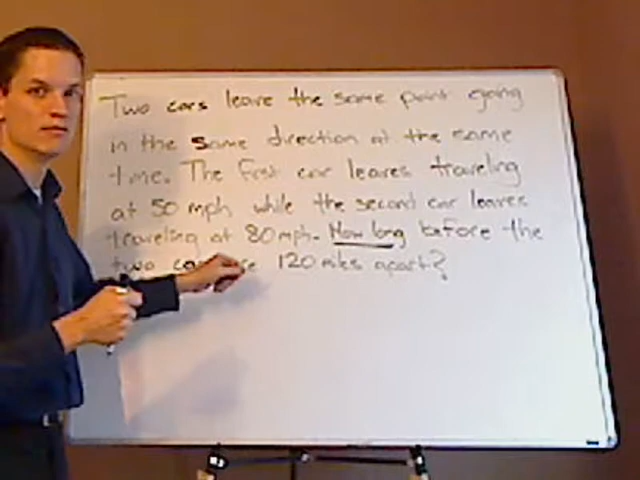 Two cars leave the same point going
in the same direction at the same
time. The first car leaves traveling
at 50 mph while the second car leaves
traveling at 80 mph. How long before the
two 120 miles apart?